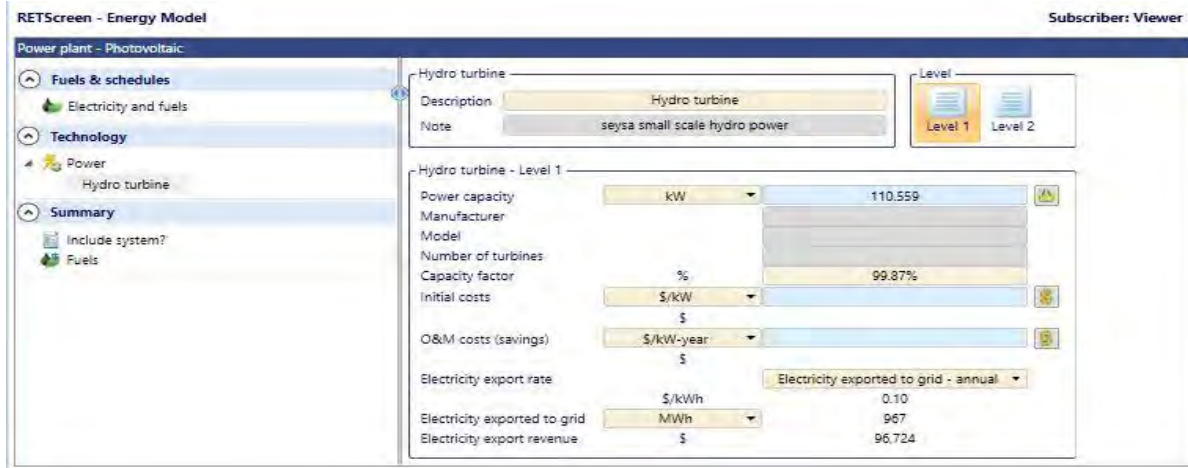 RETScreen - Energy Model Subscriber: Viewer
Power plant - Photovoltaic
Fuels & schedules
Electricity and fuels
Technology
Power
Hydro turbine
Summary
Include system?
Fuels
Hydro turbine
Description Hydro turbine
Note seysa small scale hydro power
Level
Level 1 Level 2
Hydro turbine - Level 1
Power capacity kW 110.559
Manufacturer
Model
Number of turbines
Capacity factor % 99.87%
Initial costs $/kW
$
O&M costs (savings) $/kW-year
$
Electricity export rate Electricity exported to grid - annual
$/kWh 0.10
Electricity exported to grid MWh 967
Electricity export revenue $ 96,724